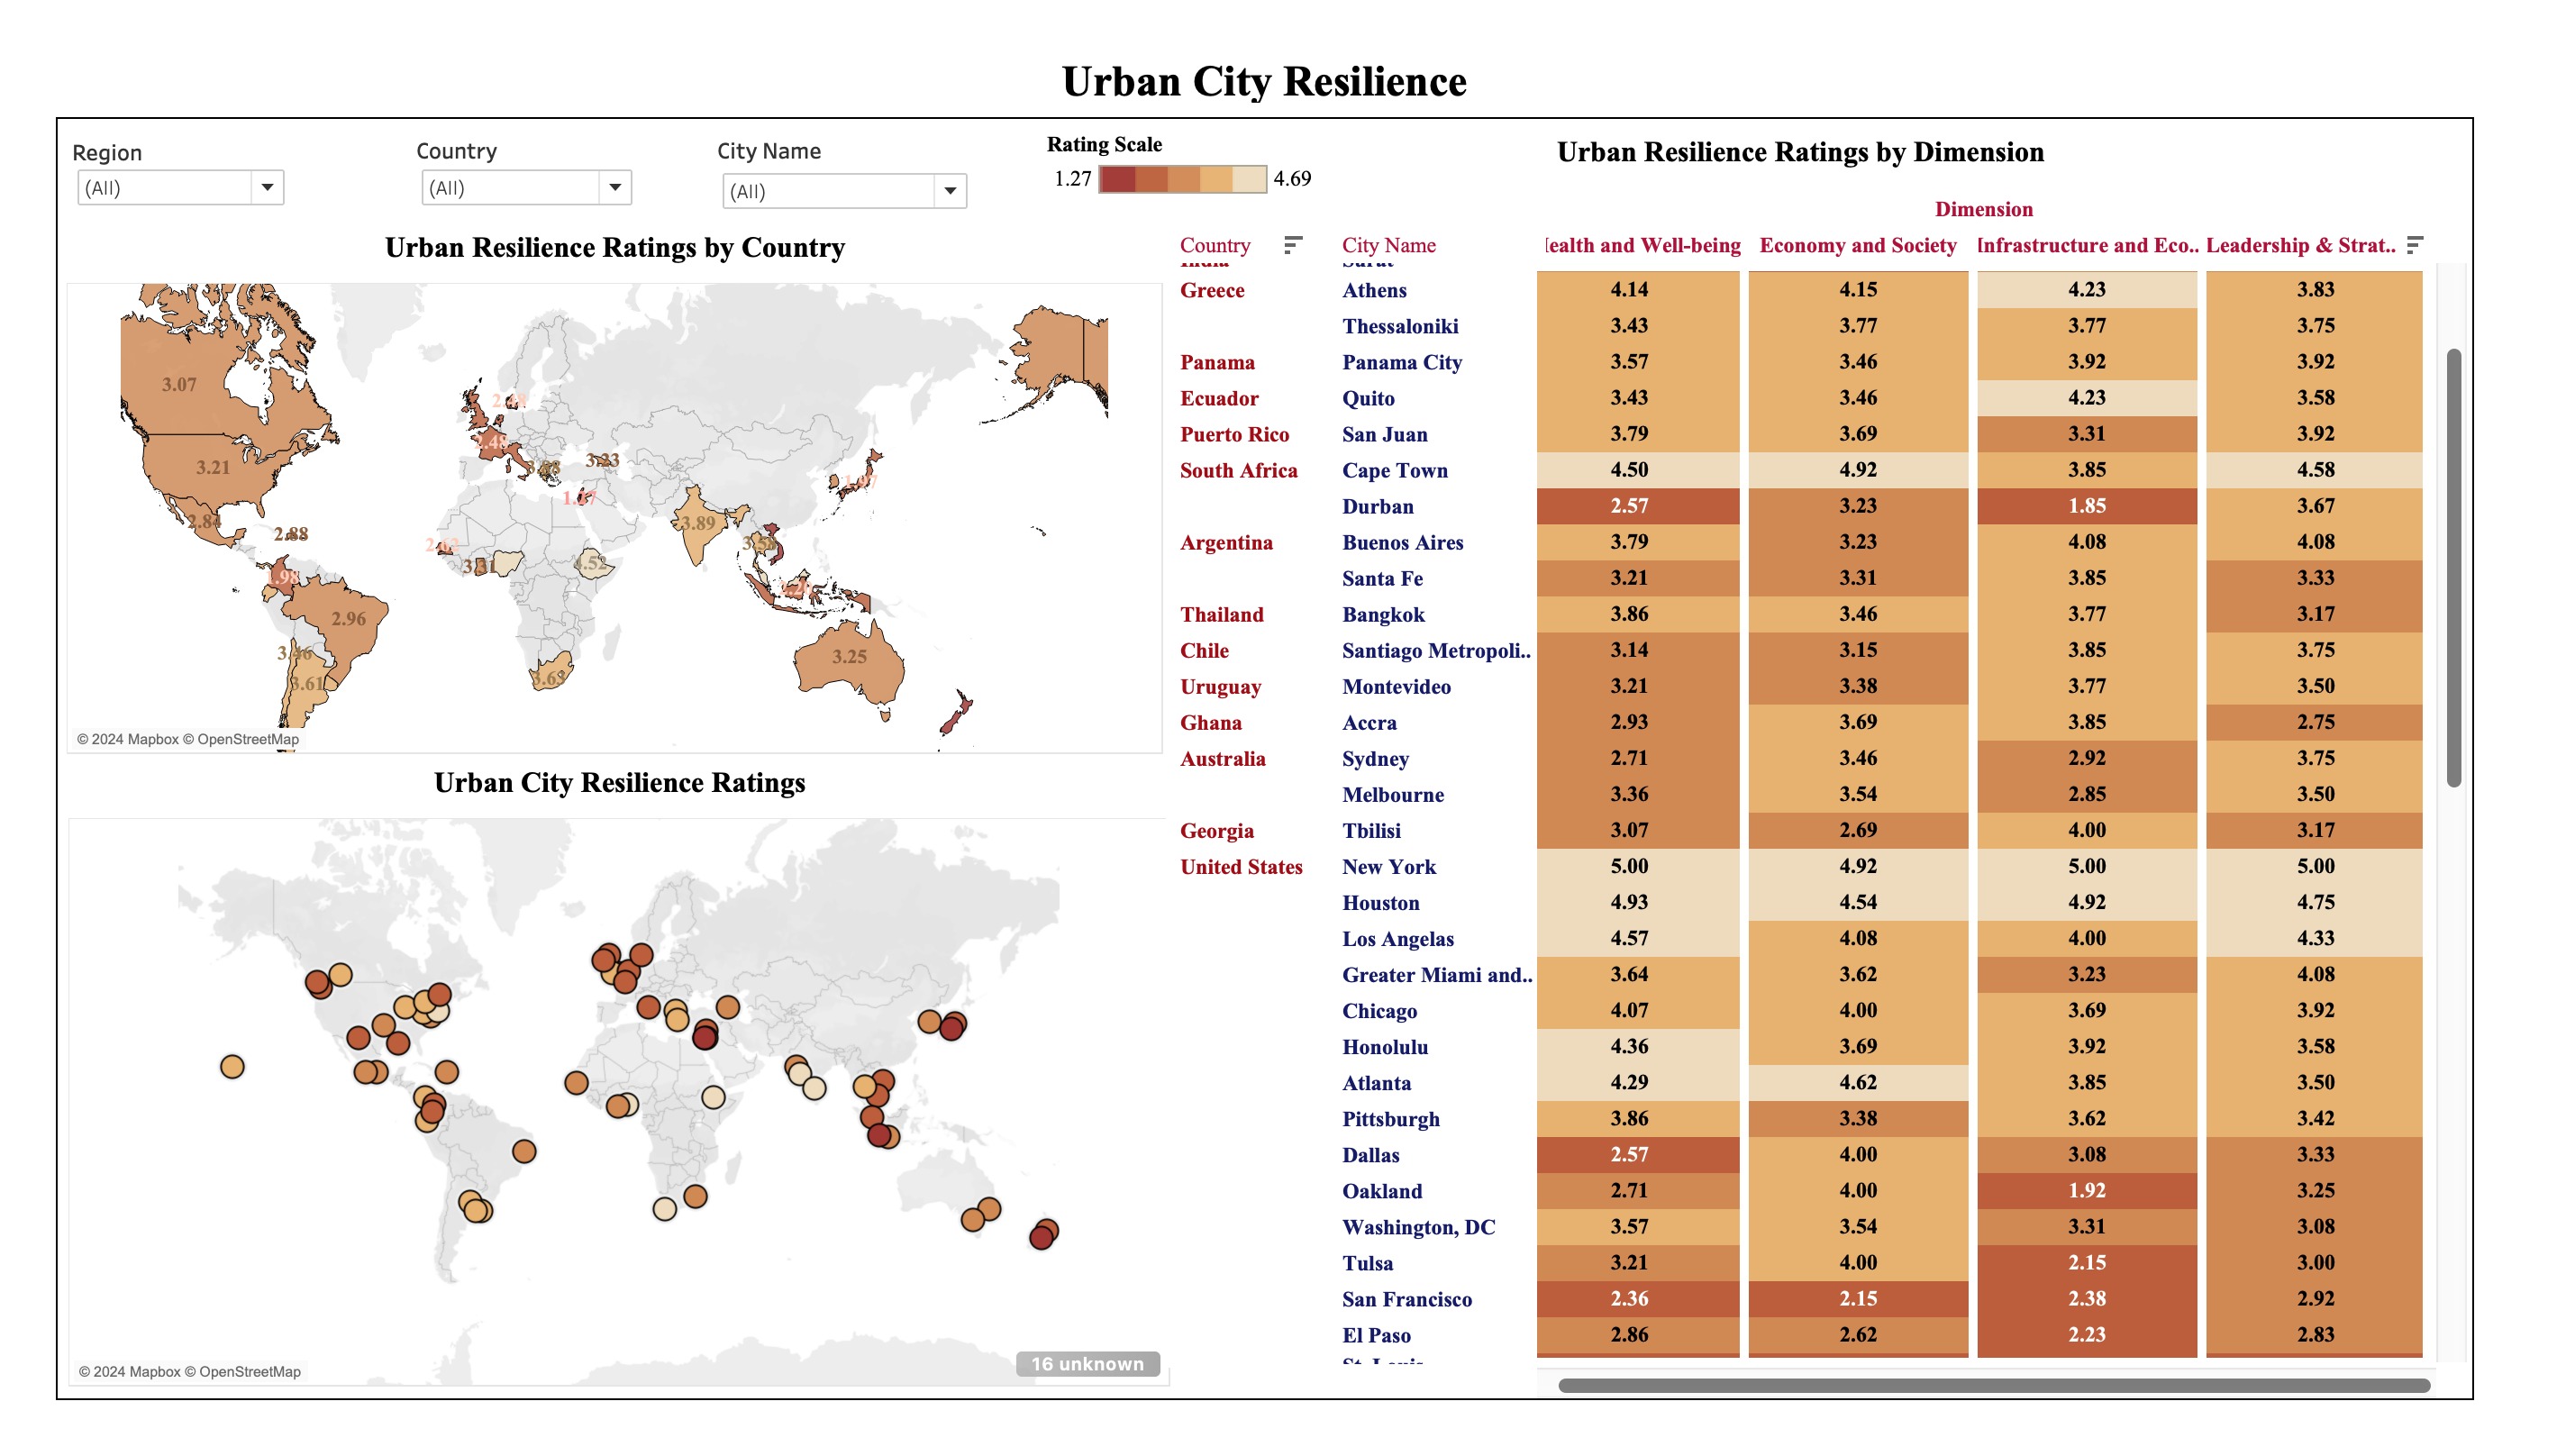 Urban City Resilience
Region
Country
City Name
(All)
(All)
(All)
Rating Scale
1.27
4.69
Urban Resilience Ratings by Country
3.07
3.21
2.84
2.88
1.98
2.96
3.46
3.61
3.23
3.89
3.63
3.25
3.31
© 2024 Mapbox © OpenStreetMap
Urban City Resilience Ratings
© 2024 Mapbox © OpenStreetMap
16 unknown
Urban Resilience Ratings by Dimension
Dimension
Country City Name ealth and Well-being Economy and Society Infrastructure and Eco.. Leadership & Strat..
Greece Athens 4.14 4.15 4.23 3.83
Thessaloniki 3.43 3.77 3.77 3.75
Panama Panama City 3.57 3.46 3.92 3.92
Ecuador Quito 3.43 3.46 4.23 3.58
Puerto Rico San Juan 3.79 3.69 3.31 3.92
South Africa Cape Town 4.50 4.92 3.85 4.58
Durban 2.57 3.23 1.85 3.67
Argentina Buenos Aires 3.79 3.23 4.08 4.08
Santa Fe 3.21 3.31 3.85 3.33
Thailand Bangkok 3.86 3.46 3.77 3.17
Chile Santiago Metropoli.. 3.14 3.15 3.85 3.75
Uruguay Montevideo 3.21 3.38 3.77 3.50
Ghana Accra 2.93 3.69 3.85 2.75
Australia Sydney 2.71 3.46 2.92 3.75
Melbourne 3.36 3.54 2.85 3.50
Georgia Tbilisi 3.07 2.69 4.00 3.17
United States New York 5.00 4.92 5.00 5.00
Houston 4.93 4.54 4.92 4.75
Los Angelas 4.57 4.08 4.00 4.33
Greater Miami and.. 3.64 3.62 3.23 4.08
Chicago 4.07 4.00 3.69 3.92
Honolulu 4.36 3.69 3.92 3.58
Atlanta 4.29 4.62 3.85 3.50
Pittsburgh 3.86 3.38 3.62 3.42
Dallas 2.57 4.00 3.08 3.33
Oakland 2.71 4.00 1.92 3.25
Washington, DC 3.57 3.54 3.31 3.08
Tulsa 3.21 4.00 2.15 3.00
San Francisco 2.36 2.15 2.38 2.92
El Paso 2.86 2.62 2.23 2.83